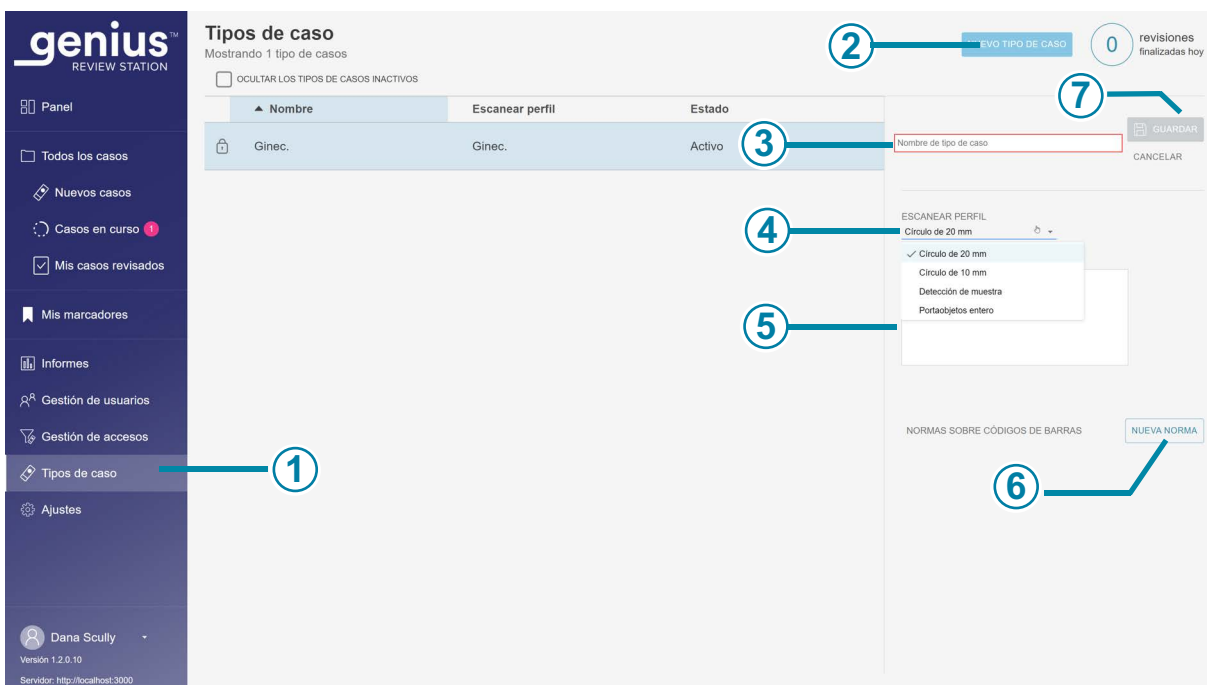 genius™
REVIEW STATION
Panel
Todos los casos
Nuevos casos
Casos en curso 1
Mis casos revisados
Mis marcadores
Informes
Gestión de usuarios
Gestión de accesos
Tipos de caso
Ajustes
Dana Scully
Versión 1.2.0.10
Servidor: http://localhost:3000
1
Tipos de caso
Mostrando 1 tipo de casos
OCULTAR LOS TIPOS DE CASOS INACTIVOS
2
NUEVO TIPO DE CASO
0 revisiones
finalizadas hoy
Nombre Escanear perfil Estado
Ginec. Ginec. Activo
3
Nombre de tipo de caso
7
GUARDAR
CANCELAR
4
ESCANEAR PERFIL
Círculo de 20 mm
Círculo de 20 mm
Círculo de 10 mm
Detección de muestra
Portaobjetos entero
5
NORMAS SOBRE CÓDIGOS DE BARRAS
NUEVA NORMA
6